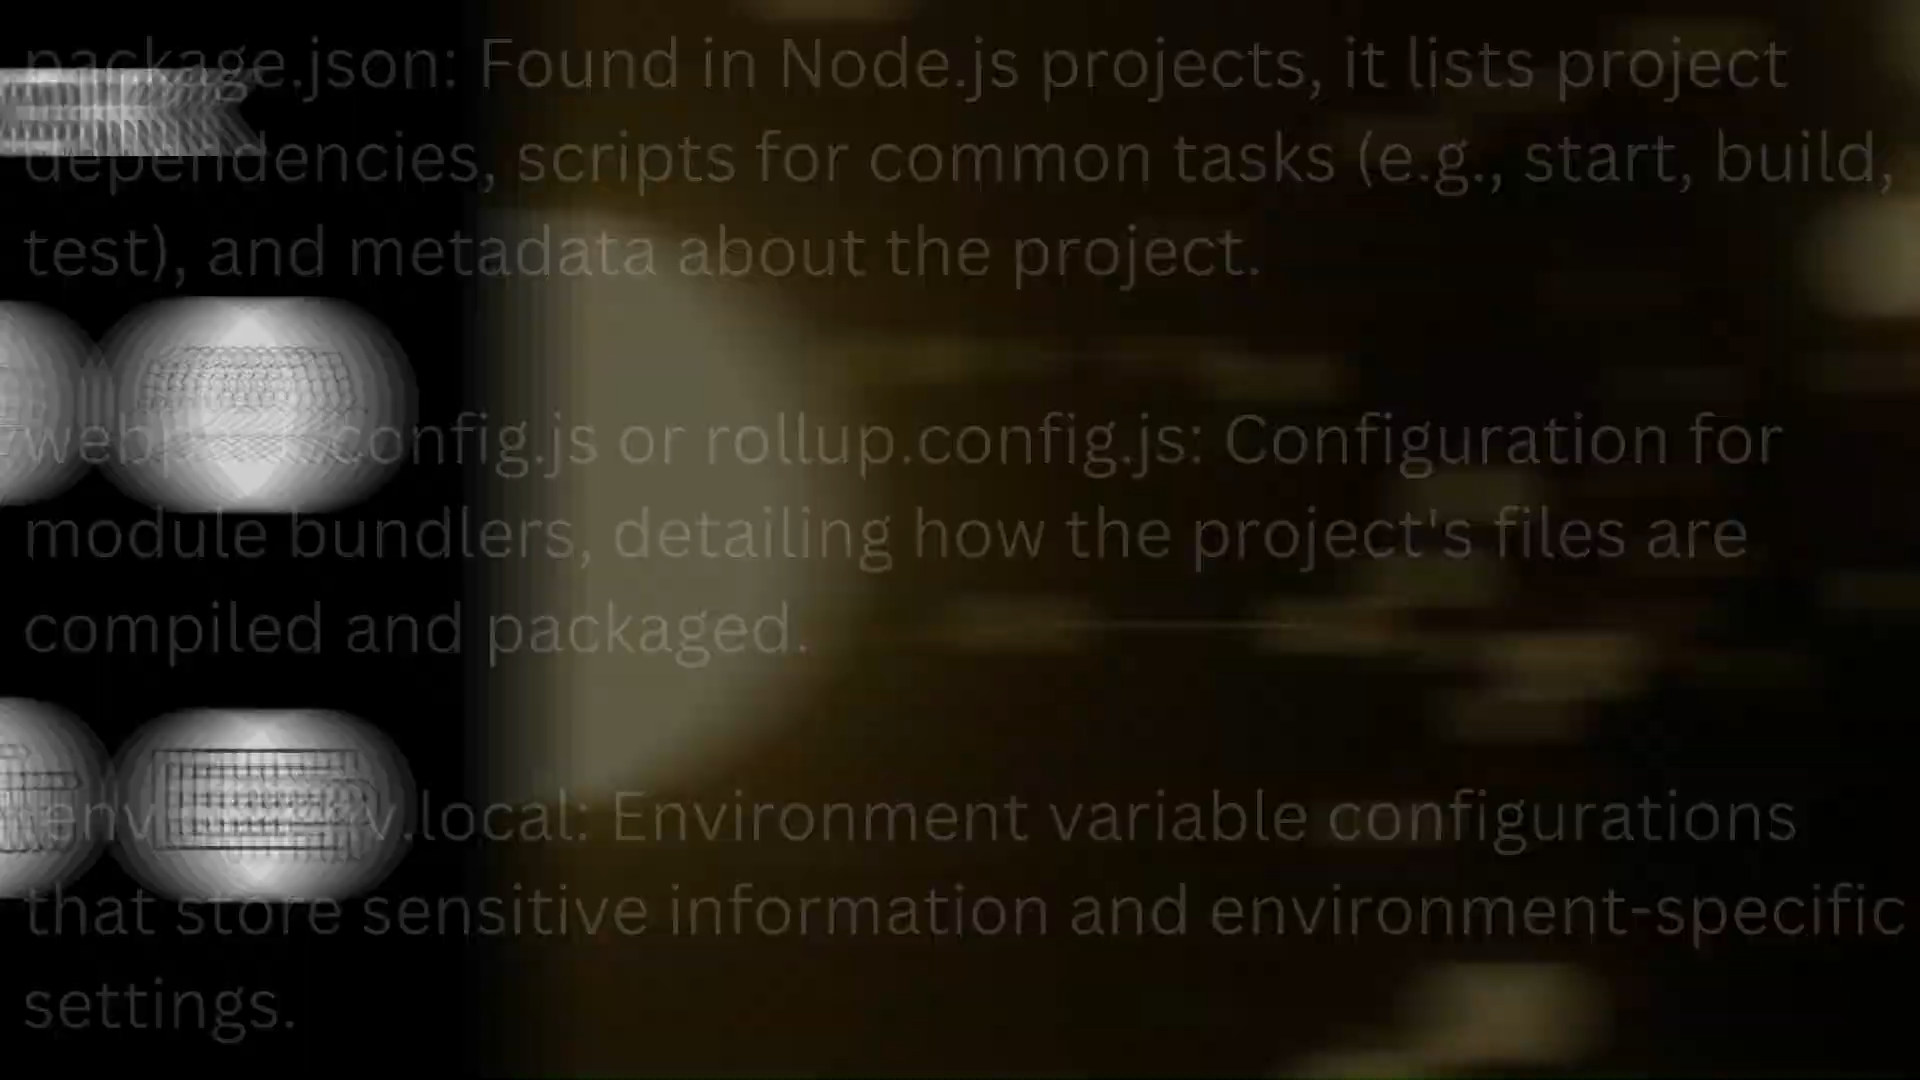 package.json: Found in Node.js projects, it lists project
dependencies, scripts for common tasks (e.g., start, build,
test), and metadata about the project.
config.js or rollup.config.js: Configuration for
module bundlers, detailing how the project's files are
compiled and packaged.
.local: Environment variable configurations
that store sensitive information and environment-specific
settings.